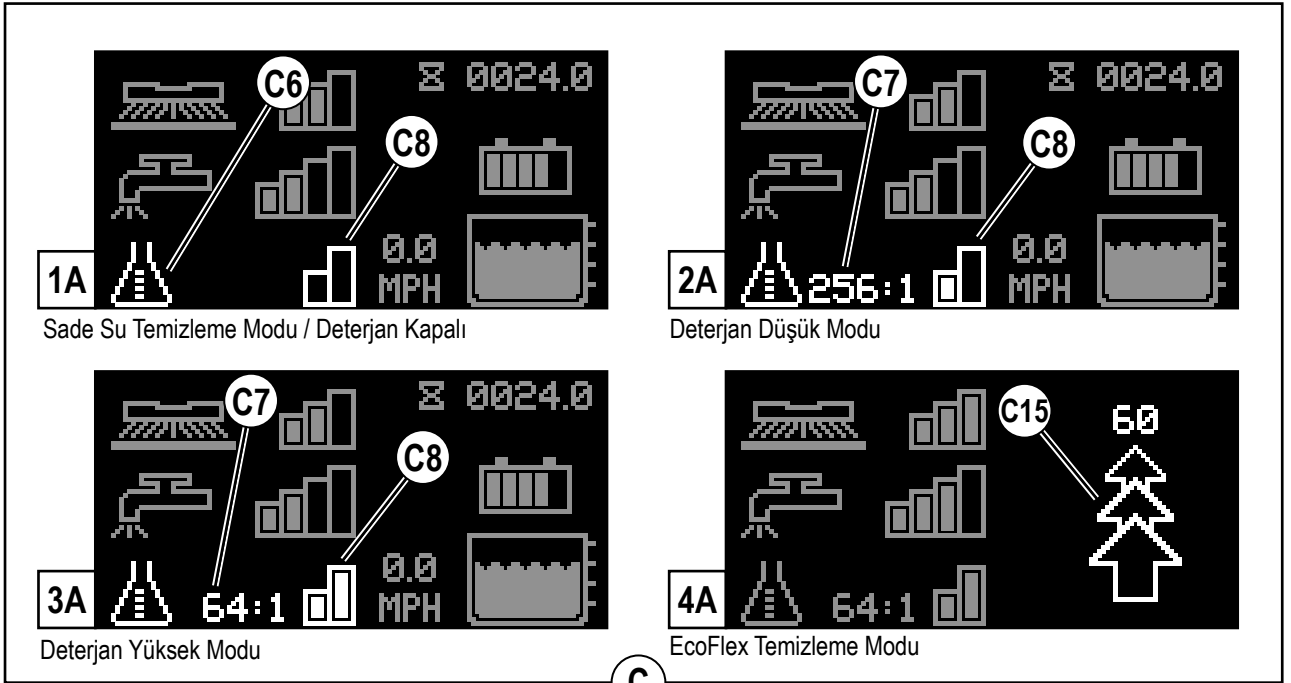 C6
0024.0
C8
0.0
MPH
1A
Sade Su Temizleme Modu / Deterjan Kapalı
C7
0024.0
C8
0.0
MPH
256:1
2A
Deterjan Düşük Modu
C7
0024.0
C8
0.0
MPH
64:1
3A
Deterjan Yüksek Modu
C15
60
64:1
4A
EcoFlex Temizleme Modu
C